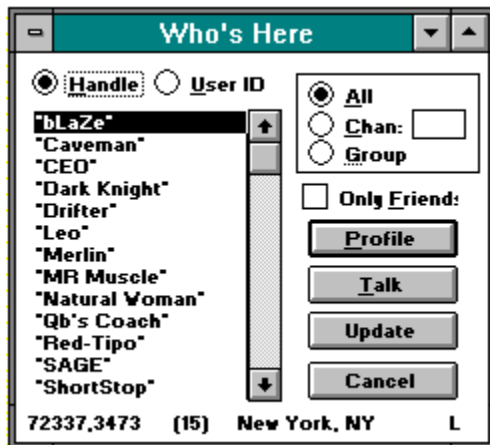 Who's Here
Handle User ID
"bLaZe"
"Caveman"
"CEO"
"Dark Knight"
"Drifter"
"Leo"
"Merlin"
"MR Muscle"
"Natural Woman"
"Qb's Coach"
"Red-Tipo"
"SAGE"
"ShortStop"
All
Chan:
Group
Only Friends
Profile
Talk
Update
Cancel
72337,3473 (15) New York, NY L